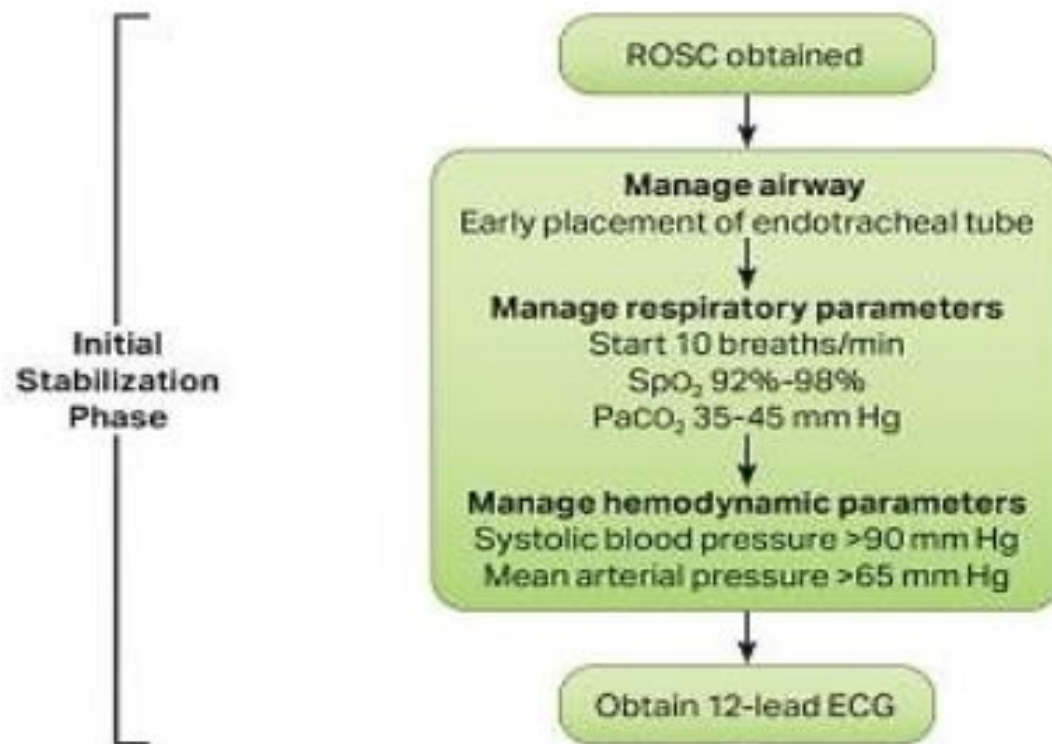 ROSC obtained
Manage airway
Early placement of endotracheal tube
Manage respiratory parameters
Start 10 breaths/min
SpO₂ 92%-98%
PaCO₂ 35-45 mm Hg
Manage hemodynamic parameters
Systolic blood pressure >90 mm Hg
Mean arterial pressure >65 mm Hg
Obtain 12-lead ECG
Initial
Stabilization
Phase